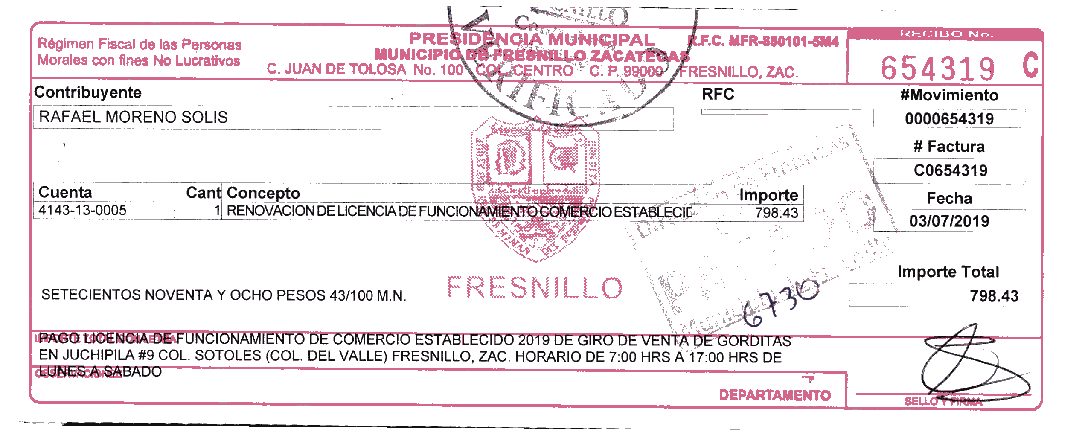 Régimen Fiscal de las Personas
Morales con fines No Lucrativos
PRESIDENCIA MUNICIPAL
MUNICIPIO DE FRESNILLO ZACATECAS
C. JUAN DE TOLOSA No. 100 COL. CENTRO C. P. 99000 FRESNILLO, ZAC.
R.F.C. MFR-850101-5M4
RECIBO No.
654319 C
Contribuyente
RAFAEL MORENO SOLIS
RFC
#Movimiento
0000654319
# Factura
C0654319
Fecha
03/07/2019
Cuenta Cant Concepto Importe
4143-13-0005 1 RENOVACION DE LICENCIA DE FUNCIONAMIENTO COMERCIO ESTABLECID 798.43
FRESNILLO
6730
Importe Total
798.43
SETECIENTOS NOVENTA Y OCHO PESOS 43/100 M.N.
PAGO LICENCIA DE FUNCIONAMIENTO DE COMERCIO ESTABLECIDO 2019 DE GIRO DE VENTA DE GORDITAS
EN JUCHIPILA #9 COL. SOTOLES (COL. DEL VALLE) FRESNILLO, ZAC. HORARIO DE 7:00 HRS A 17:00 HRS DE
LUNES A SABADO
DEPARTAMENTO
SELLO Y FIRMA